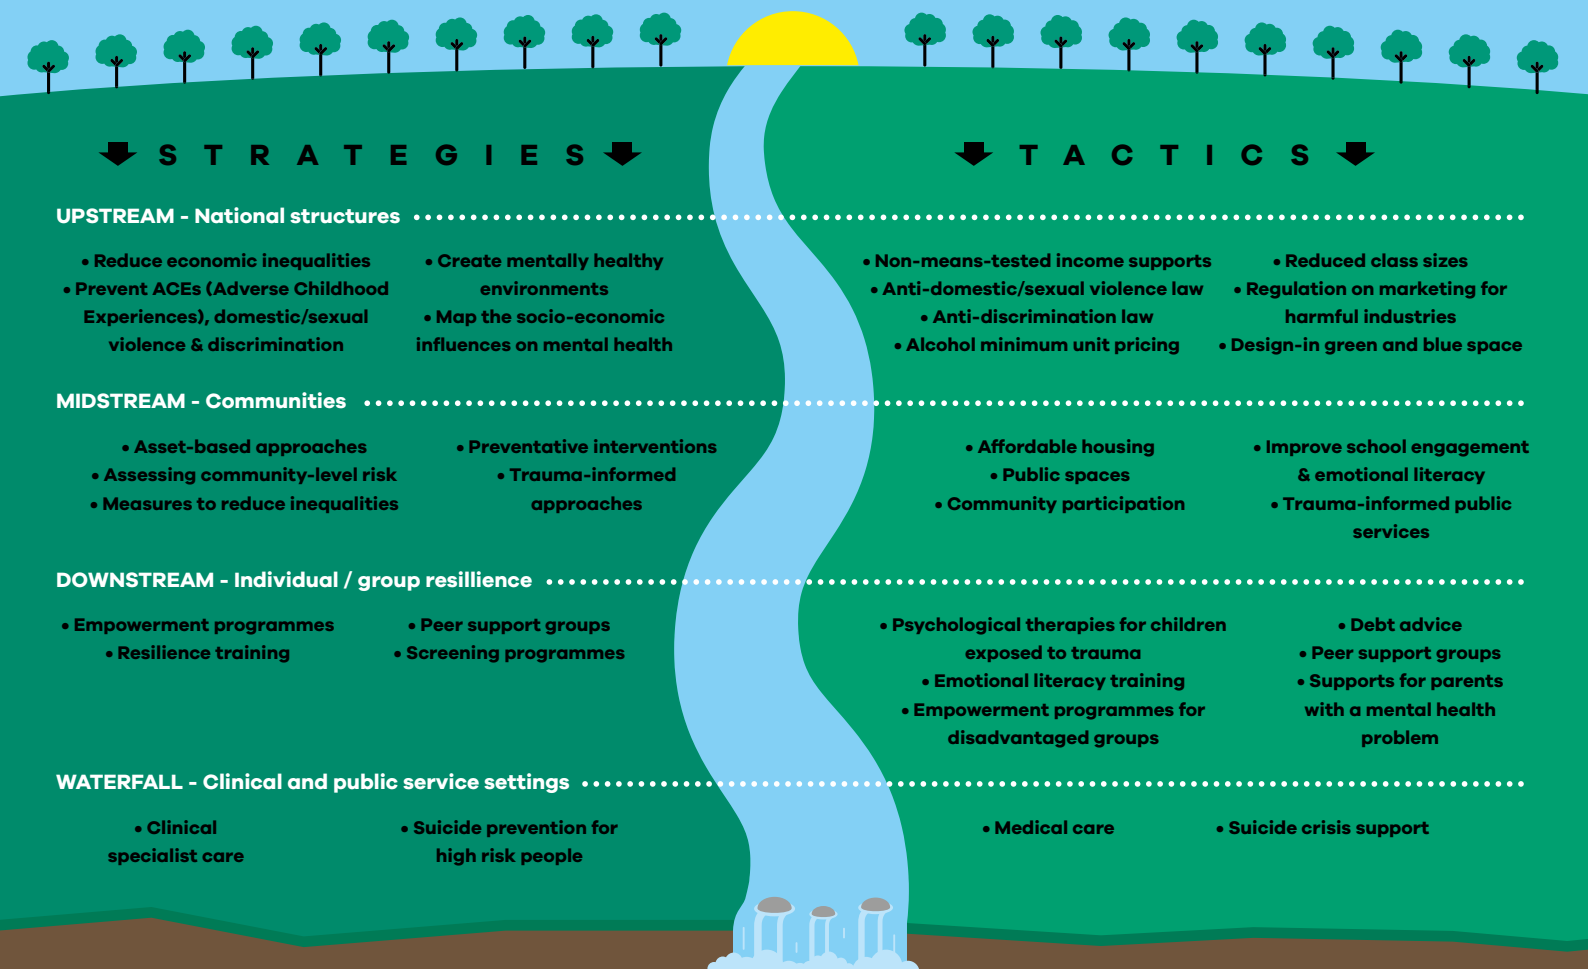 STRATEGIES
TACTICS
UPSTREAM - National structures
• Reduce economic inequalities
• Prevent ACEs (Adverse Childhood
Experiences), domestic/sexual
violence & discrimination
• Create mentally healthy
environments
• Map the socio-economic
influences on mental health
• Non-means-tested income supports
• Anti-domestic/sexual violence law
• Anti-discrimination law
• Alcohol minimum unit pricing
• Reduced class sizes
• Regulation on marketing for
harmful industries
• Design-in green and blue space
MIDSTREAM - Communities
• Asset-based approaches
• Assessing community-level risk
• Measures to reduce inequalities
• Preventative interventions
• Trauma-informed
approaches
• Affordable housing
• Public spaces
• Community participation
• Improve school engagement
& emotional literacy
• Trauma-informed public
services
DOWNSTREAM - Individual / group resillience
• Empowerment programmes
• Resilience training
• Peer support groups
• Screening programmes
• Psychological therapies for children
exposed to trauma
• Emotional literacy training
• Empowerment programmes for
disadvantaged groups
• Debt advice
• Peer support groups
• Supports for parents
with a mental health
problem
WATERFALL - Clinical and public service settings
• Clinical
specialist care
• Suicide prevention for
high risk people
• Medical care
• Suicide crisis support